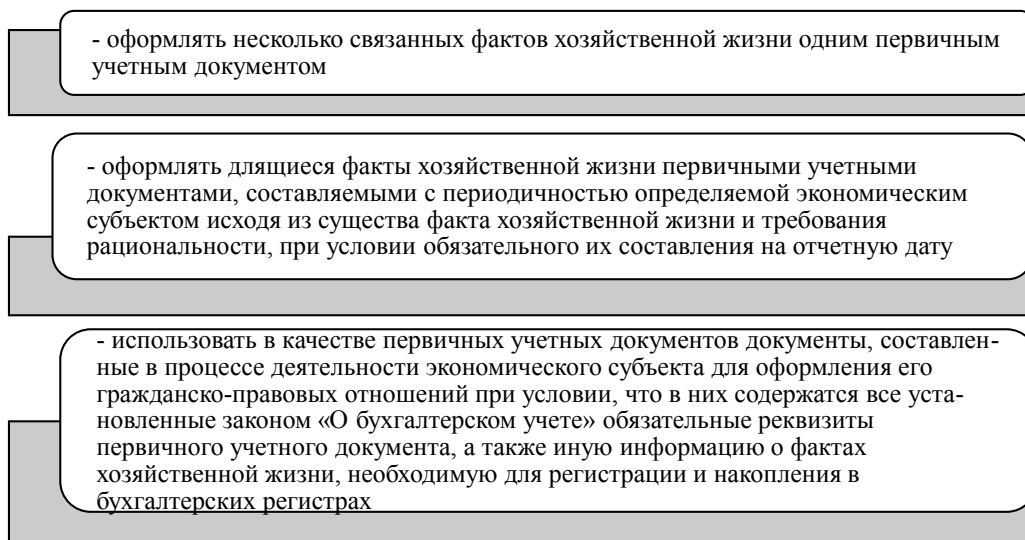 - оформлять несколько связанных фактов хозяйственной жизни одним первичным
учетным документом
- оформлять длящиеся факты хозяйственной жизни первичными учетными
документами, составляемыми с периодичностью определяемой экономическим
субъектом исходя из существа факта хозяйственной жизни и требования
рациональности, при условии обязательного их составления на отчетную дату
- использовать в качестве первичных учетных документов документы, составлен-
ные в процессе деятельности экономического субъекта для оформления его
гражданско-правовых отношений при условии, что в них содержатся все уста-
новленные законом «О бухгалтерском учете» обязательные реквизиты
первичного учетного документа, а также иную информацию о фактах
хозяйственной жизни, необходимую для регистрации и накопления в
бухгалтерских регистрах